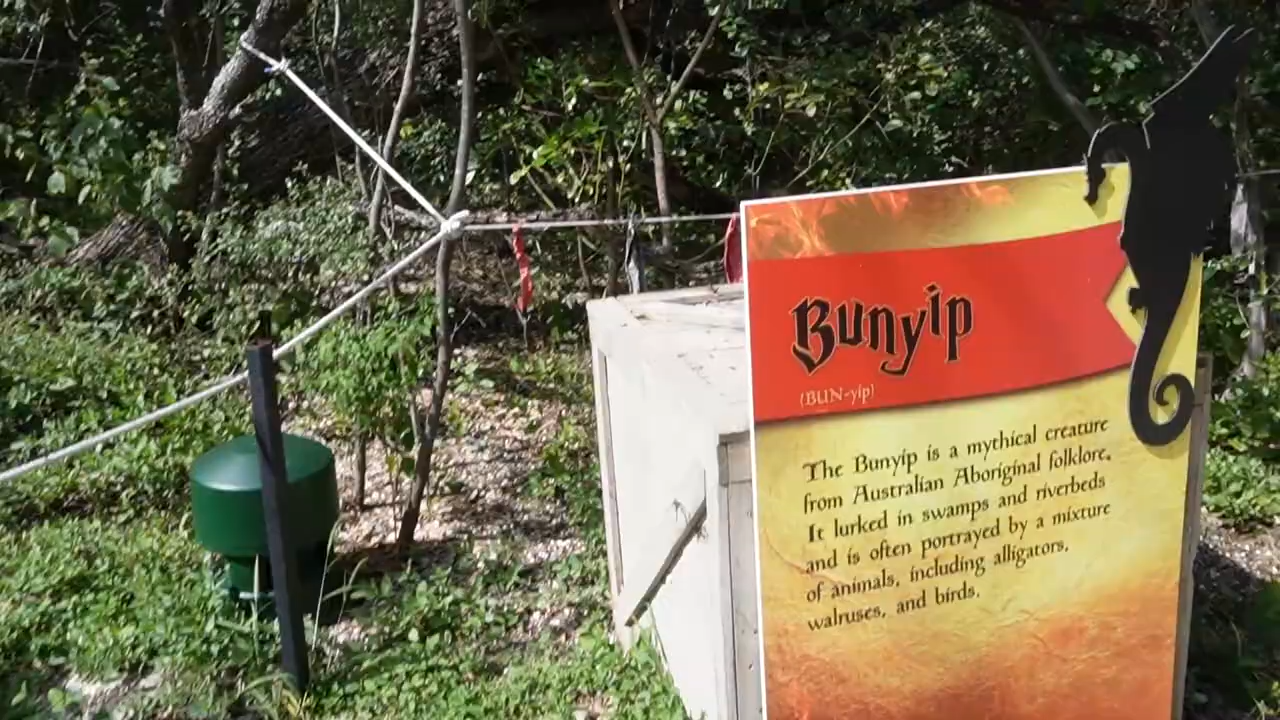 Bunyip
(BUN-yip)
The Bunyip is a mythical creature
from Australian Aboriginal folklore.
It lurked in swamps and riverbeds
and is often portrayed by a mixture
of animals, including alligators,
walruses, and birds.